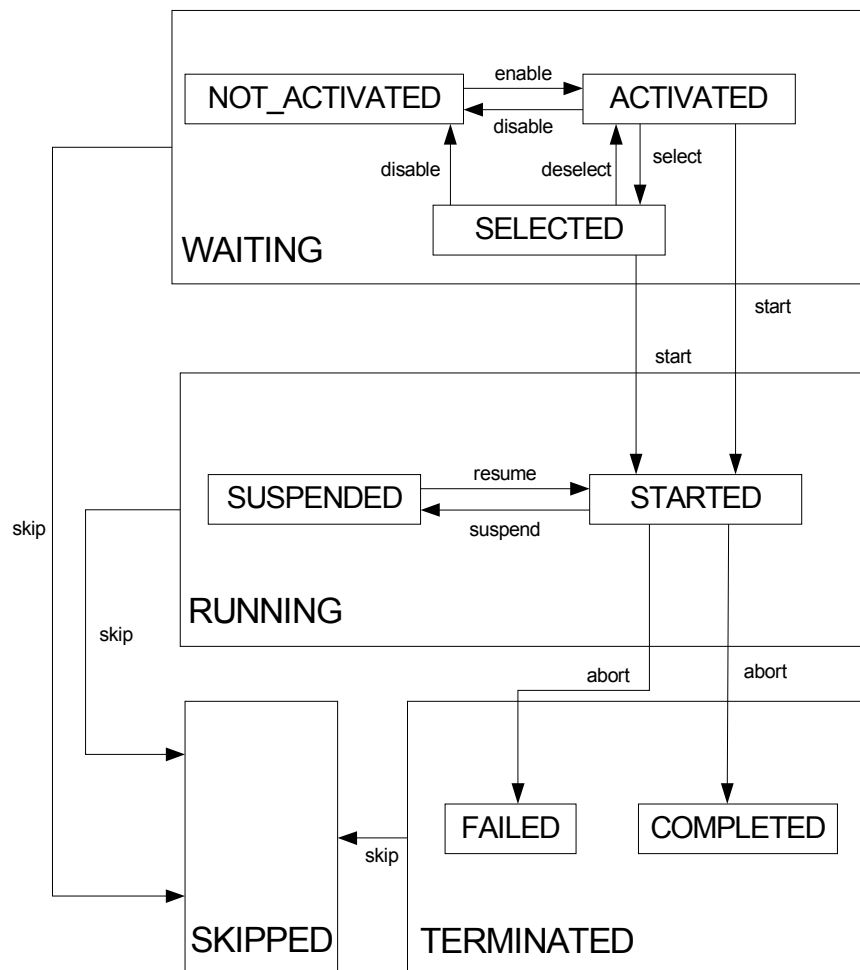 enable
NOT_ACTIVATED
ACTIVATED
disable
disable
deselect
select
SELECTED
WAITING
start
start
resume
SUSPENDED
STARTED
suspend
skip
RUNNING
skip
abort
abort
FAILED
COMPLETED
skip
SKIPPED
TERMINATED